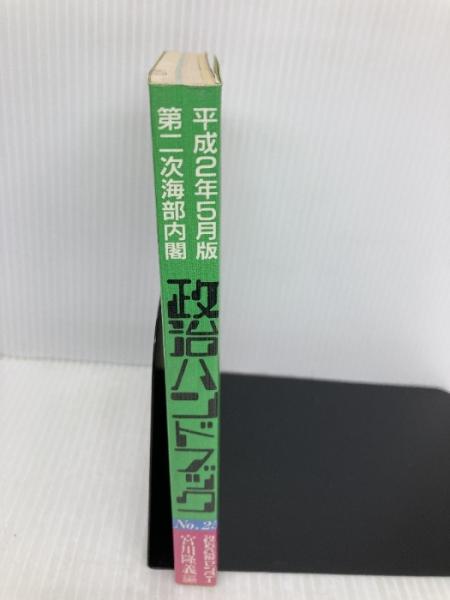 平成2年5月版
第二次海部内閣
政治ハンドブック
No. 25
宮川隆義